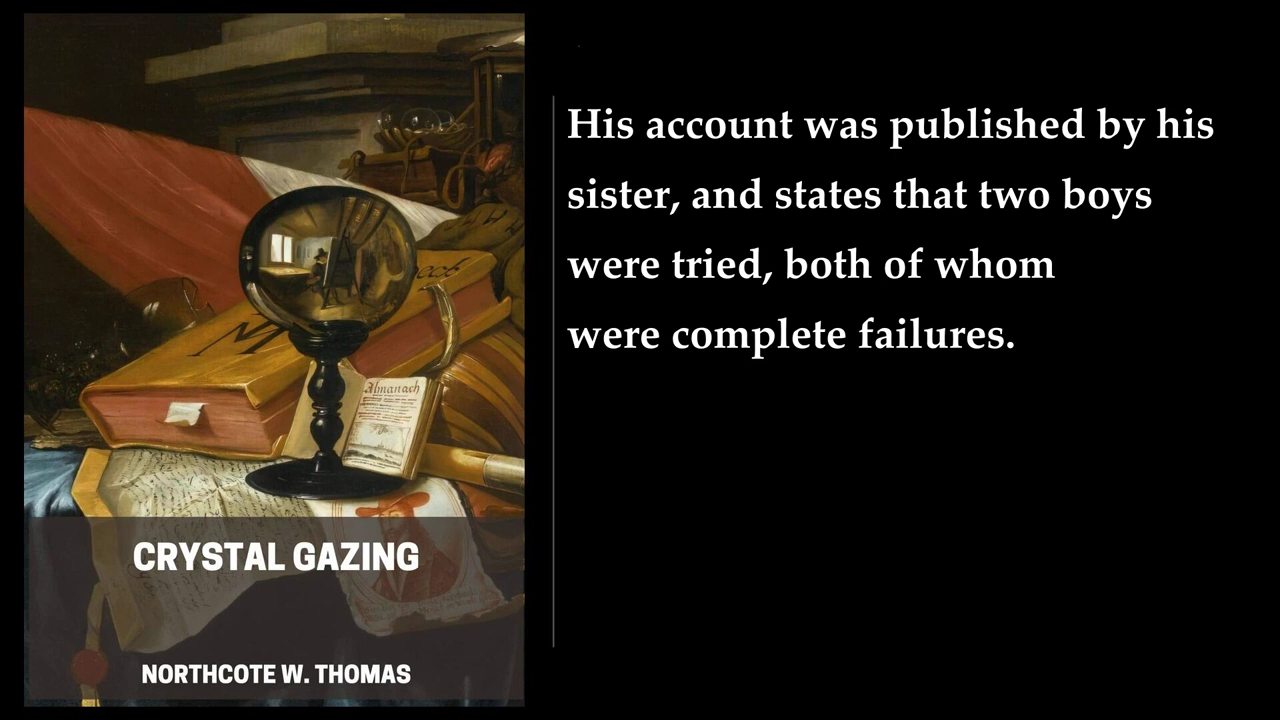 His account was published by his
sister, and states that two boys
were tried, both of whom
were complete failures.
M
Almanach
CRYSTAL GAZING
NORTHCOTE W. THOMAS